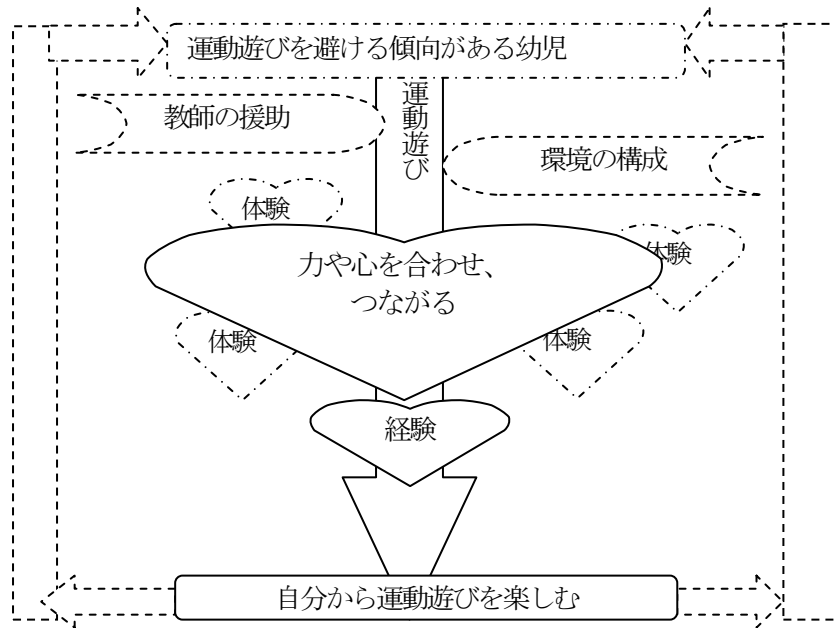 運動遊びを避ける傾向がある幼児
運動遊び
教師の援助
環境の構成
体験
体験
力や心を合わせ、
つながる
体験
体験
経験
自分から運動遊びを楽しむ